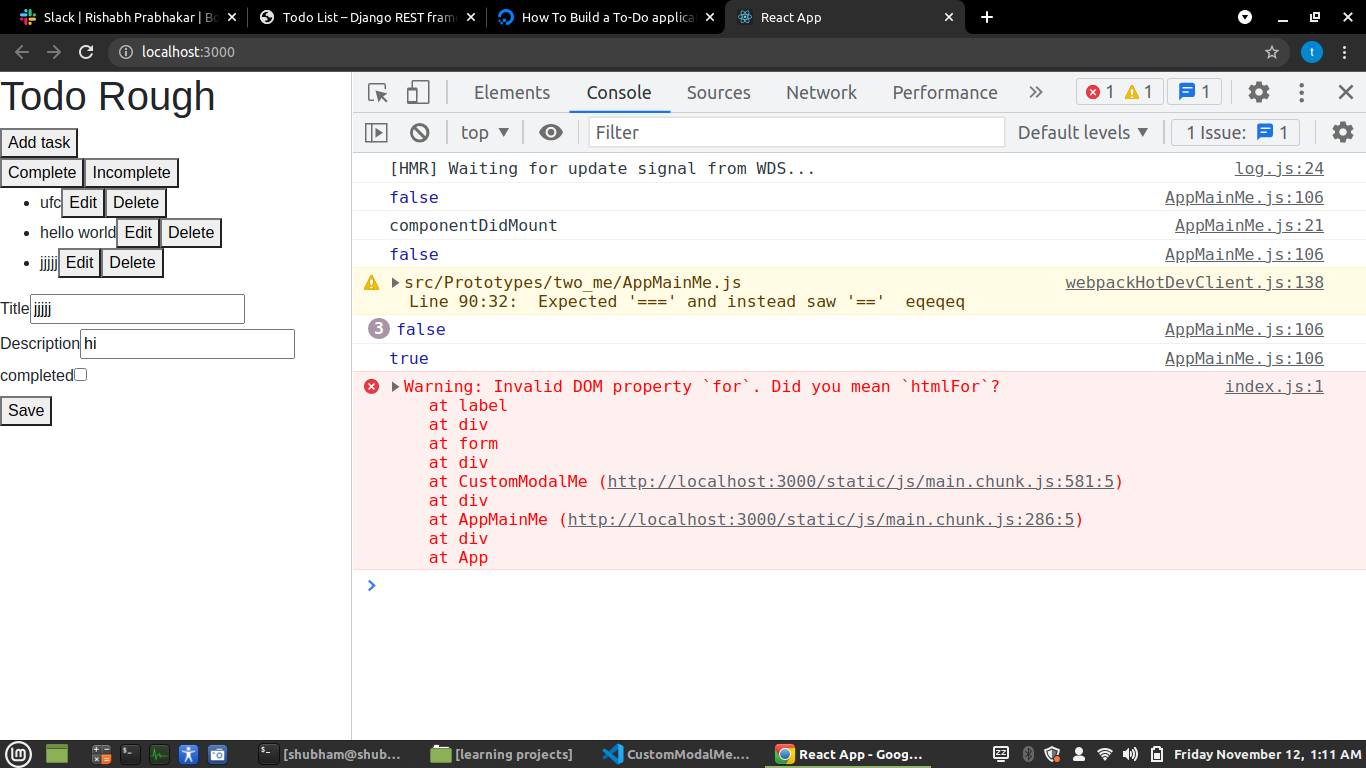 Slack | Rishabh Prabhakar | Bo
Todo List – Django REST frame
How To Build a To-Do applicat
React App
localhost:3000
t
Todo Rough
Add task
Complete Incomplete
ufc Edit Delete
hello world Edit Delete
jjjjj Edit Delete
Title jjjjj
Description hi
completed
Save
Elements Console Sources Network Performance » 1 1 1
top Filter Default levels 1 Issue: 1
[HMR] Waiting for update signal from WDS... log.js:24
false AppMainMe.js:106
componentDidMount AppMainMe.js:21
false AppMainMe.js:106
src/Prototypes/two_me/AppMainMe.js webpackHotDevClient.js:138
Line 90:32: Expected '===' and instead saw '==' eqeqeq
3 false AppMainMe.js:106
true AppMainMe.js:106
Warning: Invalid DOM property `for`. Did you mean `htmlFor`? index.js:1
at label
at div
at form
at div
at CustomModalMe (http://localhost:3000/static/js/main.chunk.js:581:5)
at div
at AppMainMe (http://localhost:3000/static/js/main.chunk.js:286:5)
at div
at App
[shubham@shub... [learning projects] CustomModalMe.... React App - Goog... Friday November 12, 1:11 AM